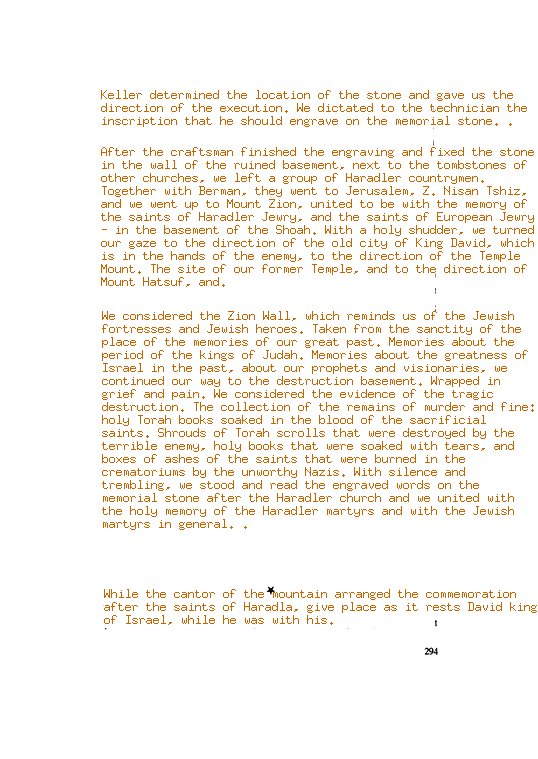 Keller determined the location of the stone and gave us the
direction of the execution. We dictated to the technician the
inscription that he should engrave on the memorial stone. .
After the craftsman finished the engraving and fixed the stone
in the wall of the ruined basement, next to the tombstones of
other churches, we left a group of Haradler countrymen.
Together with Berman, they went to Jerusalem, Z. Nisan Tshiz,
and we went up to Mount Zion, united to be with the memory of
the saints of Haradler Jewry, and the saints of European Jewry
- in the basement of the Shoah. With a holy shudder, we turned
our gaze to the direction of the old city of King David, which
is in the hands of the enemy, to the direction of the Temple
Mount. The site of our former Temple, and to the direction of
Mount Hatsuf, and.
We considered the Zion Wall, which reminds us of the Jewish
fortresses and Jewish heroes. Taken from the sanctity of the
place of the memories of our great past. Memories about the
period of the kings of Judah. Memories about the greatness of
Israel in the past, about our prophets and visionaries, we
continued our way to the destruction basement. Wrapped in
grief and pain. We considered the evidence of the tragic
destruction. The collection of the remains of murder and fine:
holy Torah books soaked in the blood of the sacrificial
saints. Shrouds of Torah scrolls that were destroyed by the
terrible enemy, holy books that were soaked with tears, and
boxes of ashes of the saints that were burned in the
crematoriums by the unworthy Nazis. With silence and
trembling, we stood and read the engraved words on the
memorial stone after the Haradler church and we united with
the holy memory of the Haradler martyrs and with the Jewish
martyrs in general. .
While the cantor of the mountain arranged the commemoration
after the saints of Haradla, give place as it rests David king
of Israel, while he was with his.
294